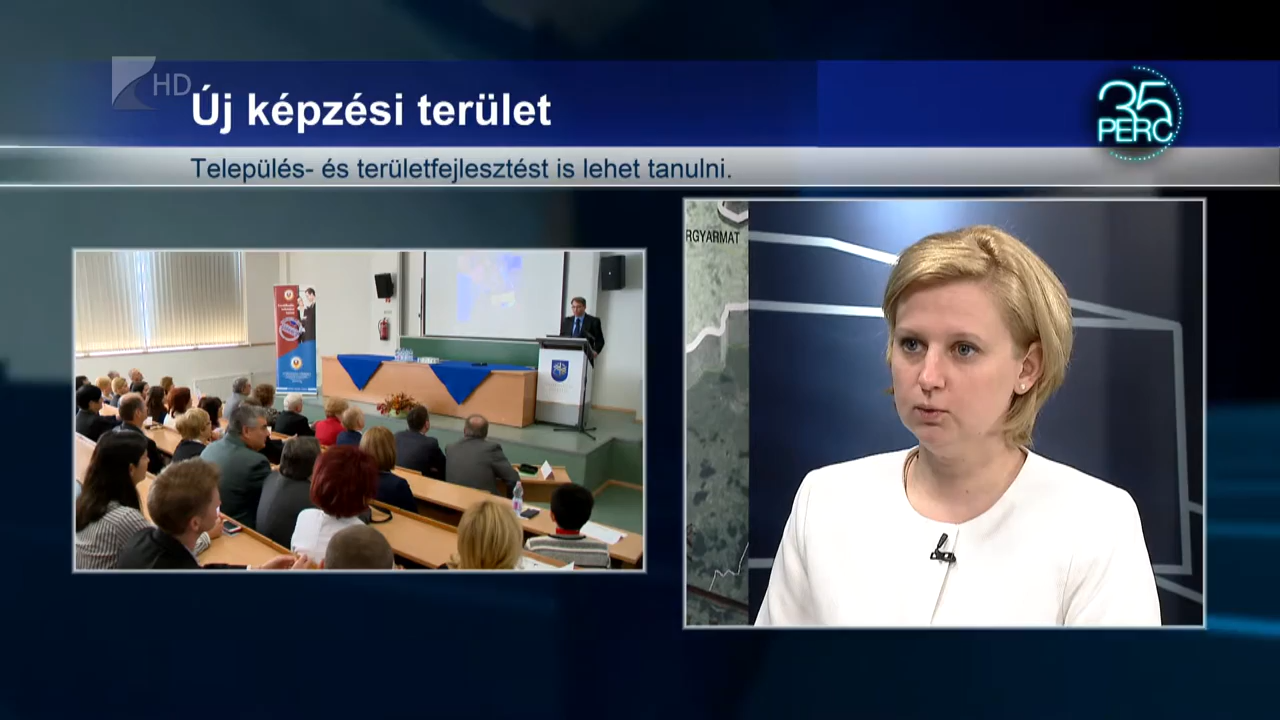 HD
Új képzési terület
35
PERC
Település- és területfejlesztést is lehet tanulni.
RGYARMAT